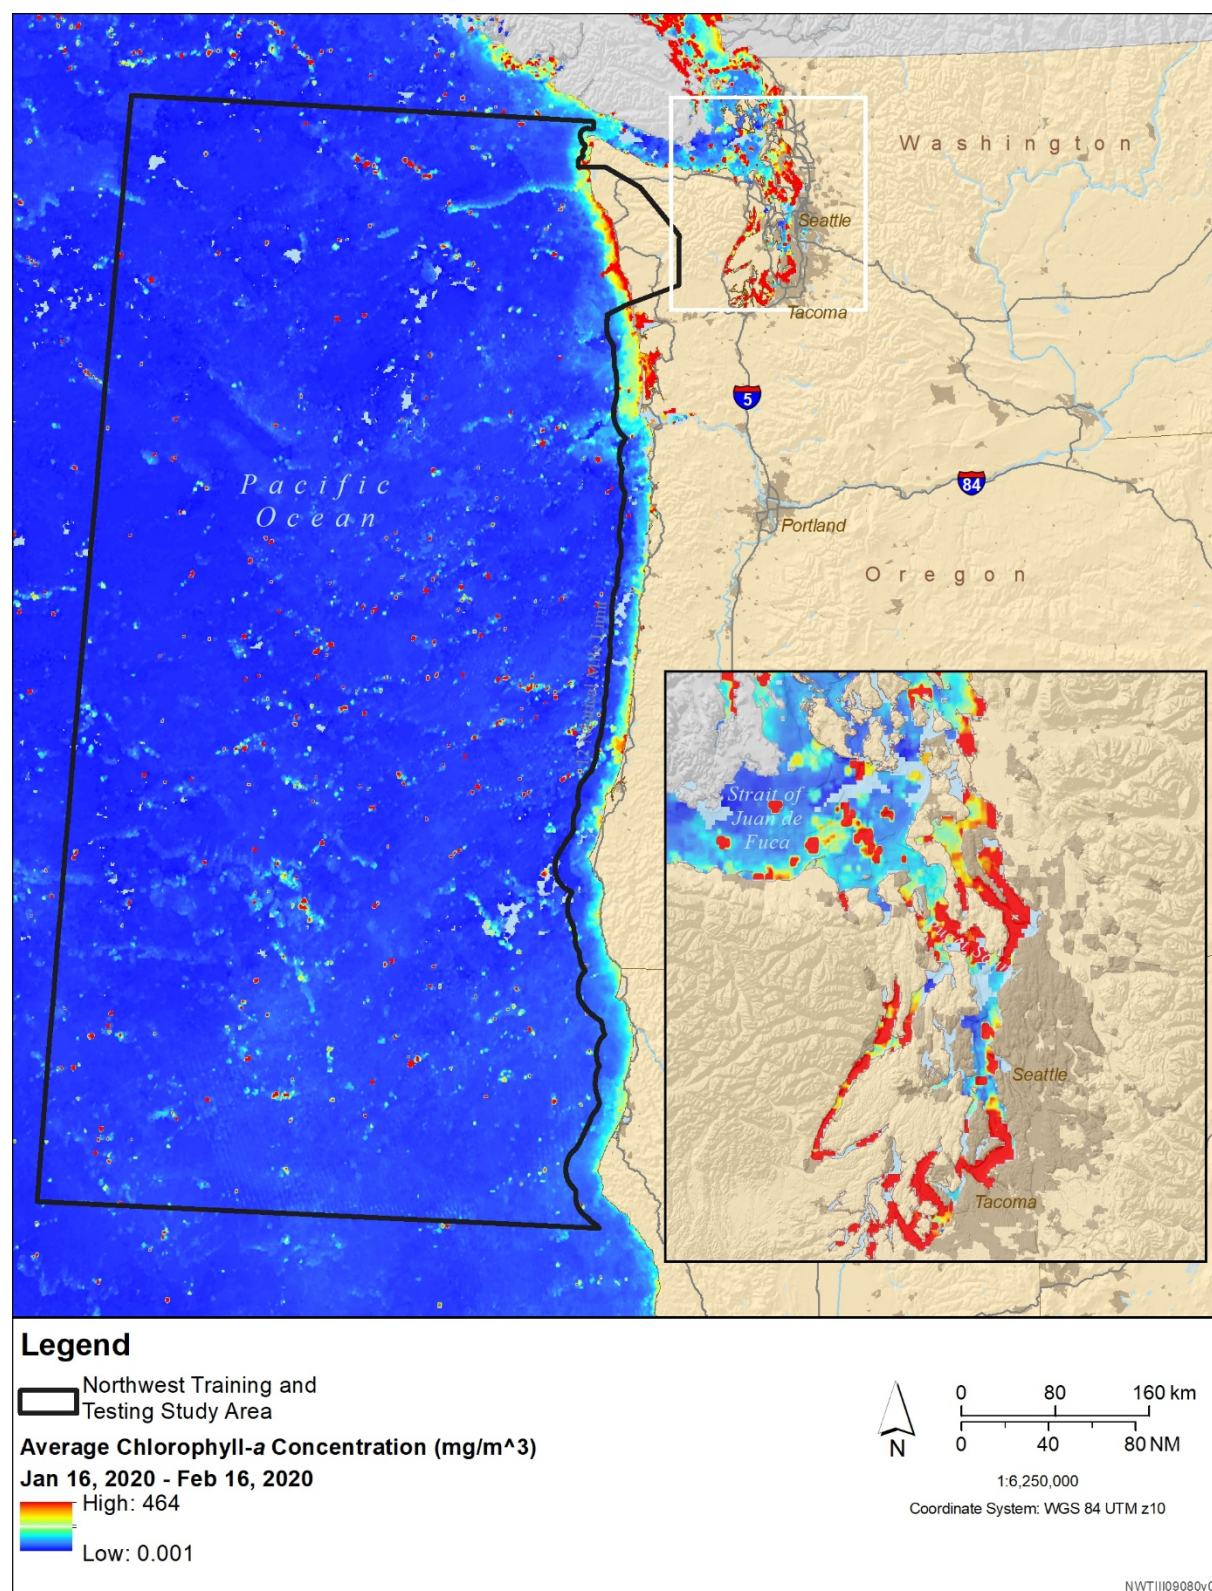 Washington
Seattle
Tacoma
5
Pacific
Ocean
84
Portland
Oregon
Strait of
Juan de
Fuca
Seattle
Tacoma
Legend
Northwest Training and
Testing Study Area
Average Chlorophyll-a Concentration (mg/m^3)
Jan 16, 2020 - Feb 16, 2020
High: 464
Low: 0.001
N
0 80 160 km
0 40 80 NM
1:6,250,000
Coordinate System: WGS 84 UTM z10